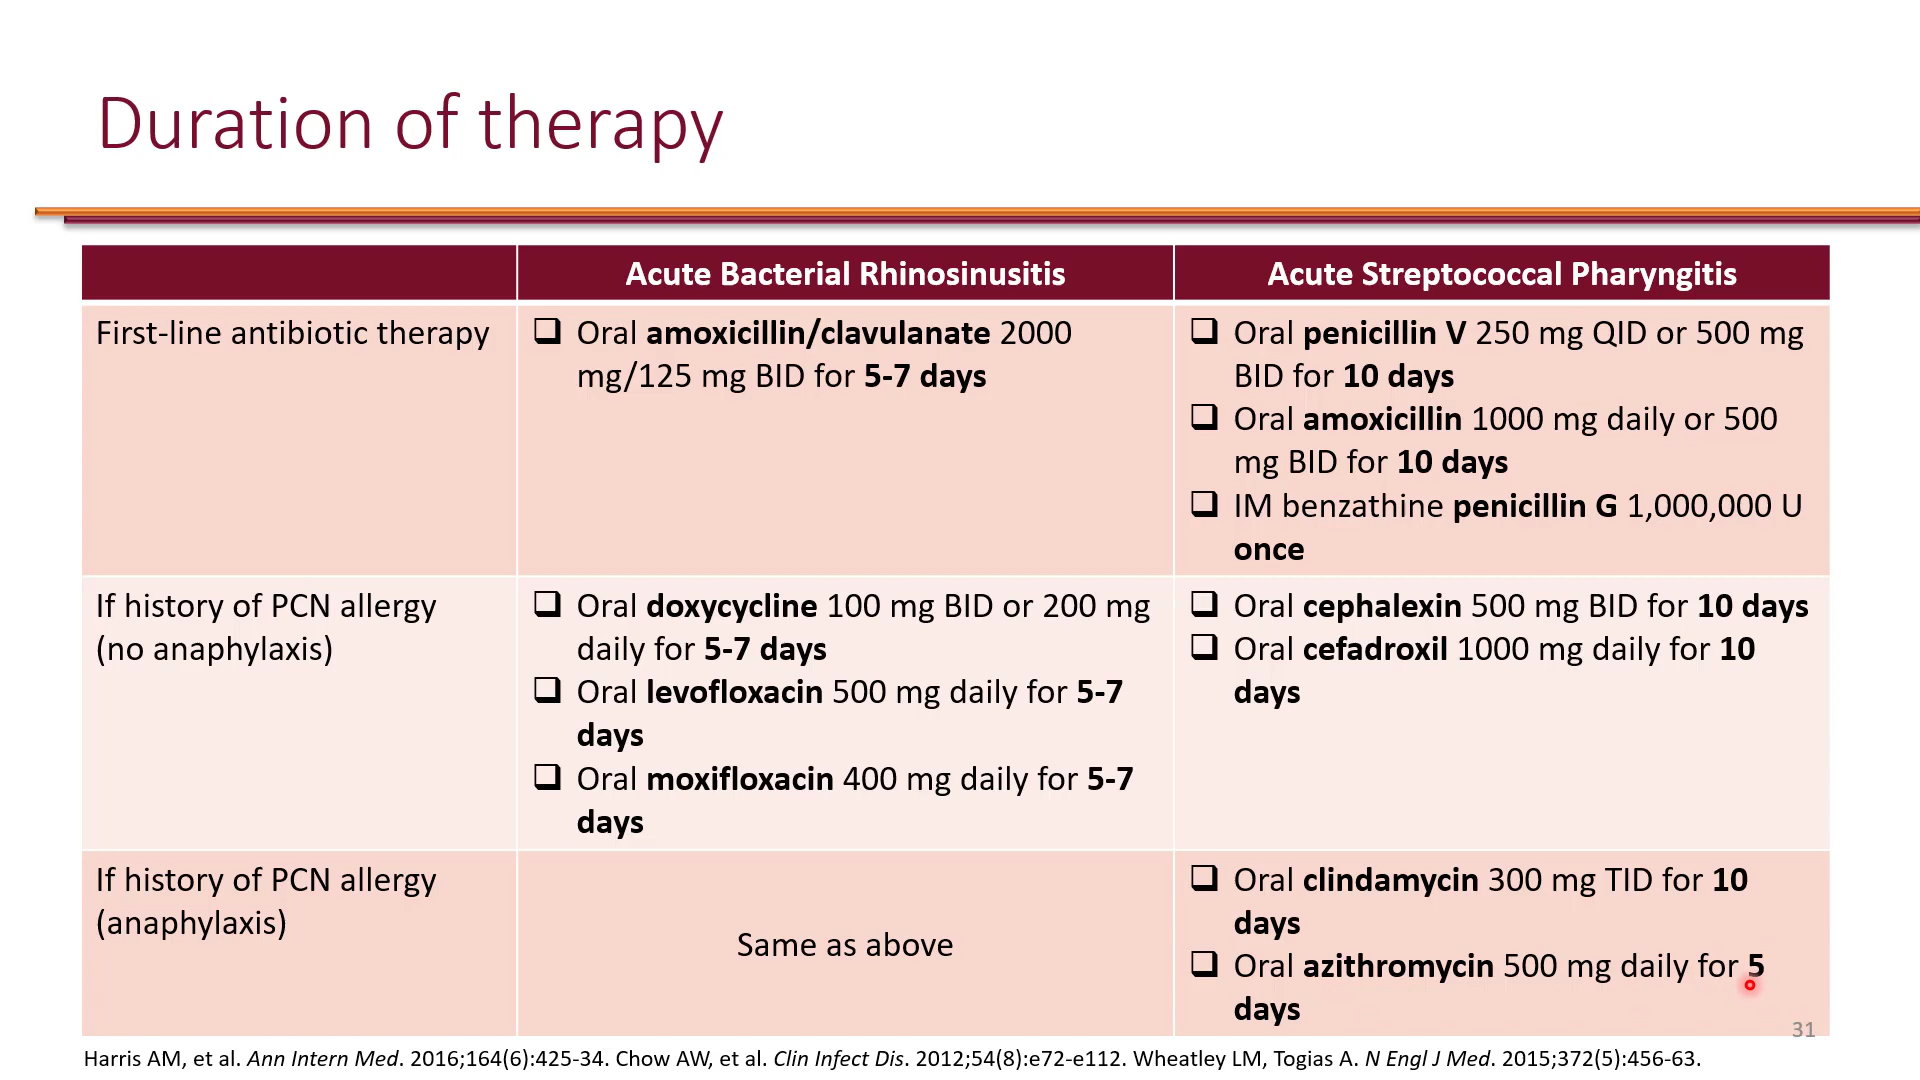 Duration of therapy
Acute Bacterial Rhinosinusitis
Acute Streptococcal Pharyngitis
First-line antibiotic therapy
Oral amoxicillin/clavulanate 2000
mg/125 mg BID for 5-7 days
Oral penicillin V 250 mg QID or 500 mg
BID for 10 days
Oral amoxicillin 1000 mg daily or 500
mg BID for 10 days
IM benzathine penicillin G 1,000,000 U
once
If history of PCN allergy
(no anaphylaxis)
Oral doxycycline 100 mg BID or 200 mg
daily for 5-7 days
Oral levofloxacin 500 mg daily for 5-7
days
Oral moxifloxacin 400 mg daily for 5-7
days
Oral cephalexin 500 mg BID for 10 days
Oral cefadroxil 1000 mg daily for 10
days
If history of PCN allergy
(anaphylaxis)
Same as above
Oral clindamycin 300 mg TID for 10
days
Oral azithromycin 500 mg daily for 5
days
31
Harris AM, et al. Ann Intern Med. 2016;164(6):425-34. Chow AW, et al. Clin Infect Dis. 2012;54(8):e72-e112. Wheatley LM, Togias A. N Engl J Med. 2015;372(5):456-63.